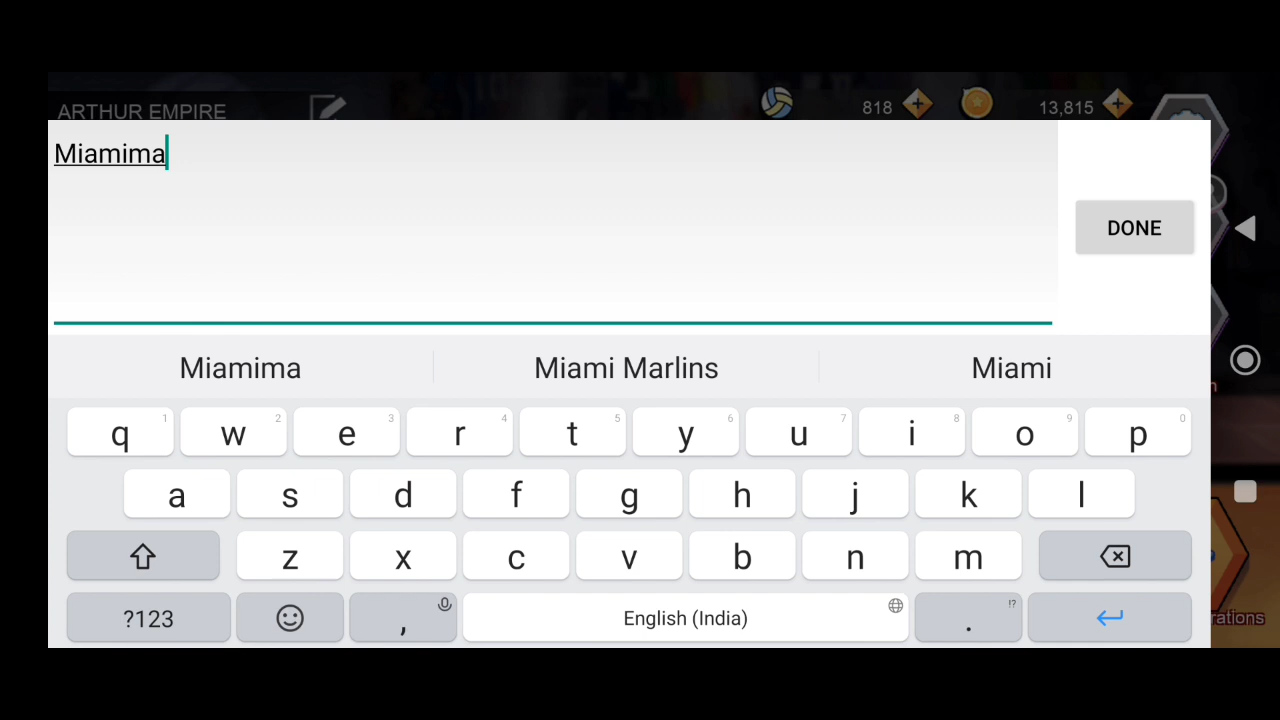 ARTHUR EMPIRE 818 13,815
Miamima
DONE
Miamima Miami Marlins Miami
q 1 w 2 e 3 r 4 t 5 y 6 u 7 i 8 o 9 p 0
a s d f g h j k l
z x c v b n m
?123 , English (India) . !?
rations